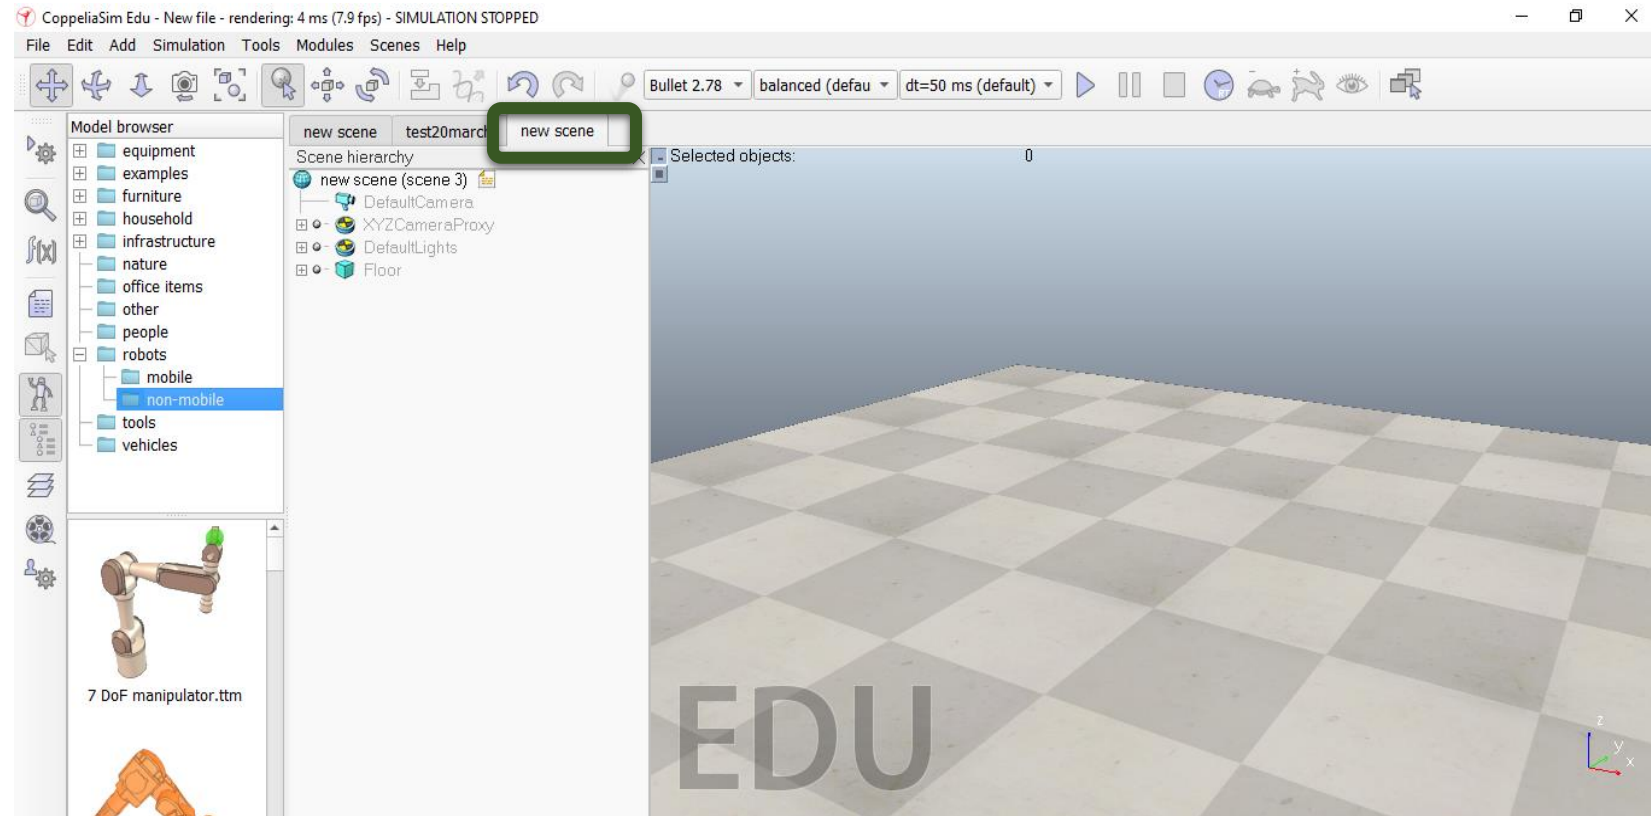 CoppeliaSim Edu - New file - rendering: 4 ms (7.9 fps) - SIMULATION STOPPED
File Edit Add Simulation Tools Modules Scenes Help
Bullet 2.78 balanced (defau dt=50 ms (default)
RT
f(x)
Model browser
equipment
examples
furniture
household
infrastructure
nature
office items
other
people
robots
mobile
non-mobile
tools
vehicles
7 DoF manipulator.ttm
new scene test20march new scene
Scene hierarchy
new scene (scene 3)
DefaultCamera
XYZCameraProxy
DefaultLights
Floor
Selected objects: 0
EDU
z
y
x